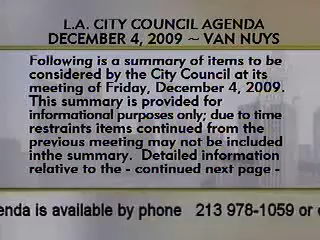 L.A. CITY COUNCIL AGENDA
DECEMBER 4, 2009 ~ VAN NUYS
Following is a summary of items to be
considered by the City Council at its
meeting of Friday, December 4, 2009.
This summary is provided for
informational purposes only; due to time
restraints items continued from the
previous meeting may not be included
inthe summary.  Detailed information
relative to the - continued next page -
enda is available by phone   213 978-1059 or